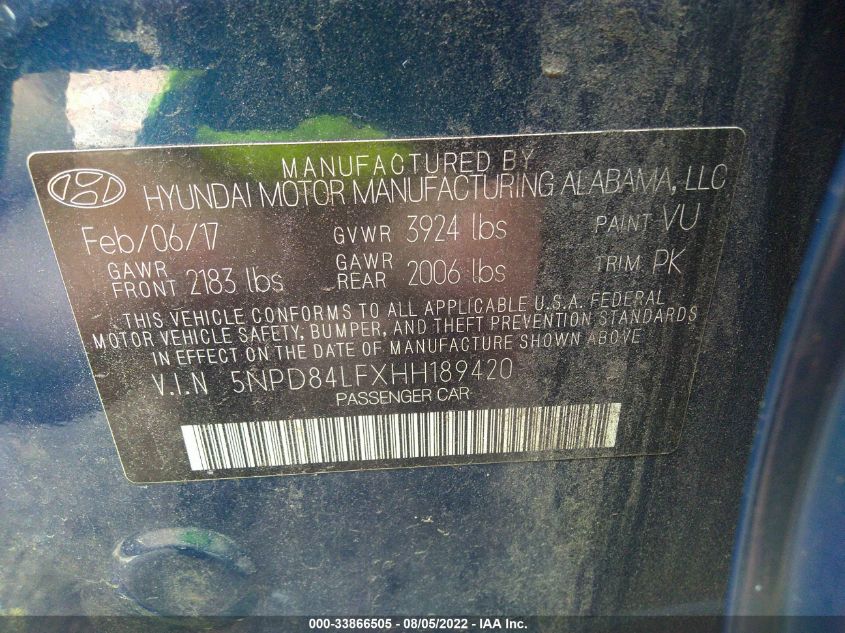 MANUFACTURED BY
HYUNDAI MOTOR MANUFACTURING ALABAMA, LLC
Feb/06/17 GVWR 3924 lbs PAINT VU
GAWR FRONT 2183 lbs GAWR REAR 2006 lbs TRIM PK
THIS VEHICLE CONFORMS TO ALL APPLICABLE U.S.A. FEDERAL
MOTOR VEHICLE SAFETY, BUMPER, AND THEFT PREVENTION STANDARDS
IN EFFECT ON THE DATE OF MANUFACTURE SHOWN ABOVE
V.I.N 5NPD84LFXHH189420
PASSENGER CAR
000-33866505 - 08/05/2022 - IAA Inc.